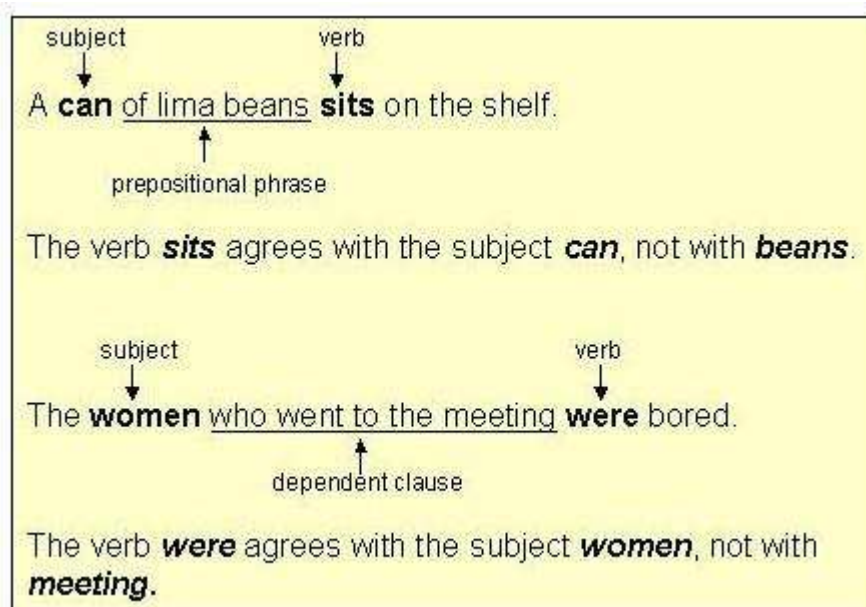 subject verb
A can of lima beans sits on the shelf.
prepositional phrase
The verb sits agrees with the subject can, not with beans.
subject verb
The women who went to the meeting were bored.
dependent clause
The verb were agrees with the subject women, not with
meeting.